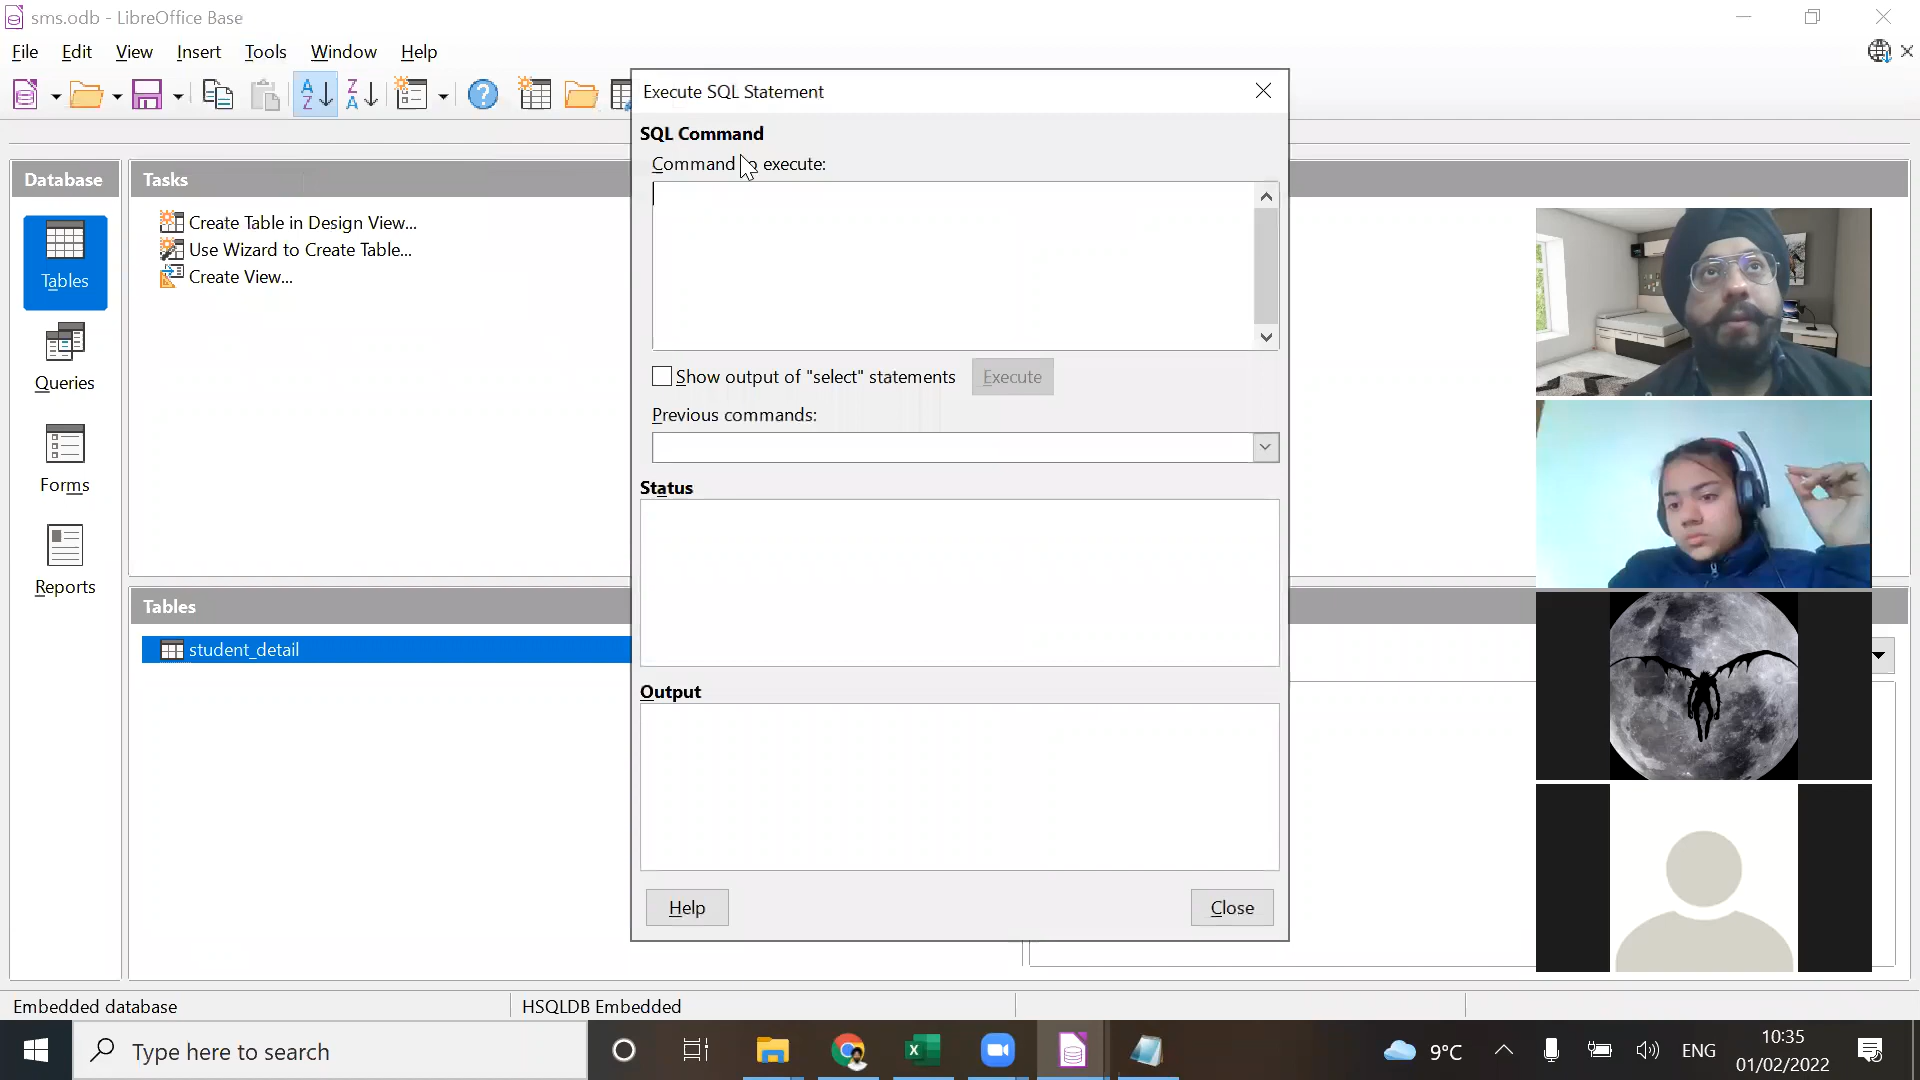 sms.odb - LibreOffice Base
File Edit View Insert Tools Window Help
Execute SQL Statement
SQL Command
Command execute:
Database
Tasks
Tables
Queries
Forms
Reports
Create Table in Design View...
Use Wizard to Create Table...
Create View...
Show output of "select" statements
Execute
Previous commands:
Status
Output
Help
Close
Tables
student_detail
Embedded database
HSQLDB Embedded
Type here to search
9°C
ENG
10:35
01/02/2022